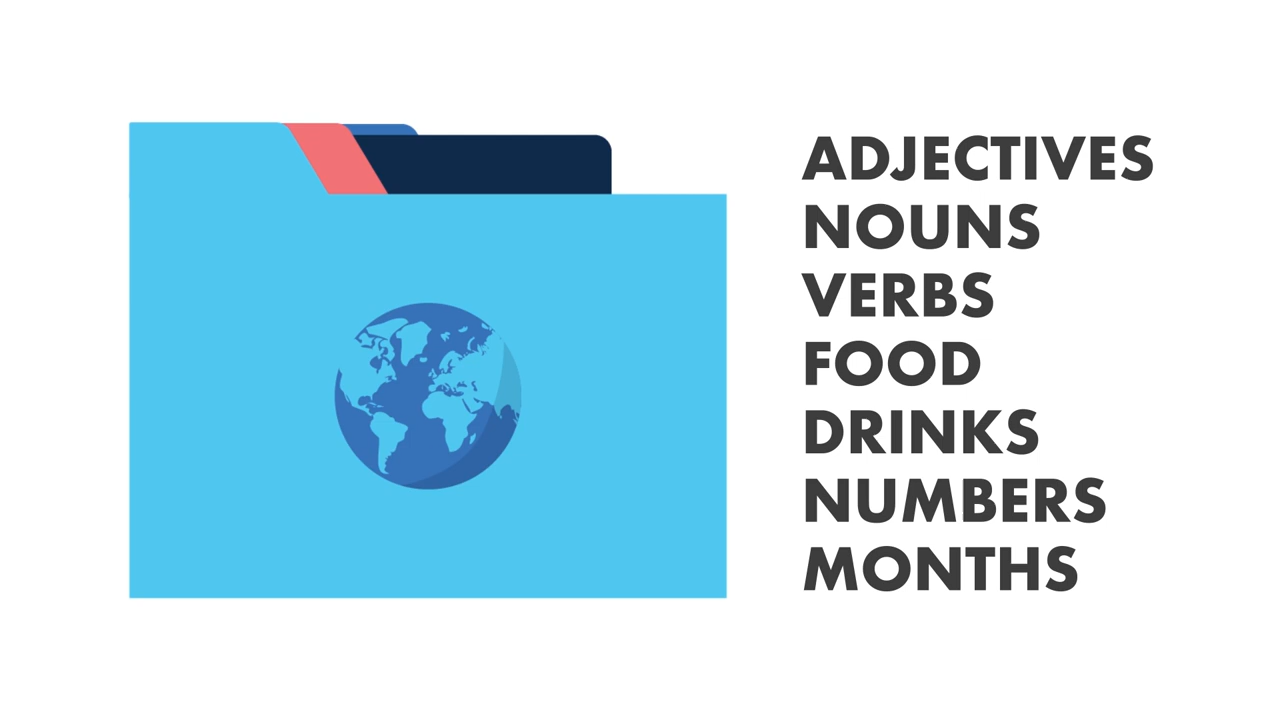 ADJECTIVES
NOUNS
VERBS
FOOD
DRINKS
NUMBERS
MONTHS